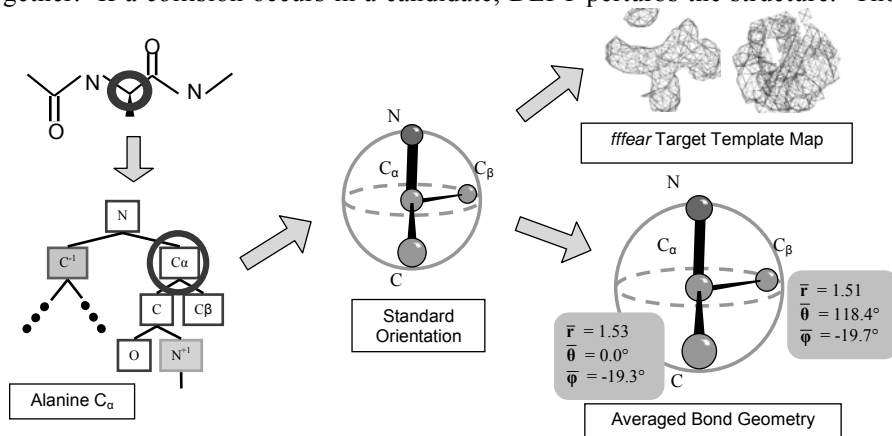 gether. If a collision occurs in a candidate, DEFT perturbs the structure. The
O
N
N
O
N
C-1
Cα
C
Cβ
O
N+1
Alanine Cα
N
Cα
Cβ
C
Standard
Orientation
fffear Target Template Map
N
Cα
Cβ
C
r̄ = 1.51
θ̄ = 118.4°
φ̄ = -19.7°
r̄ = 1.53
θ̄ = 0.0°
φ̄ = -19.3°
Averaged Bond Geometry